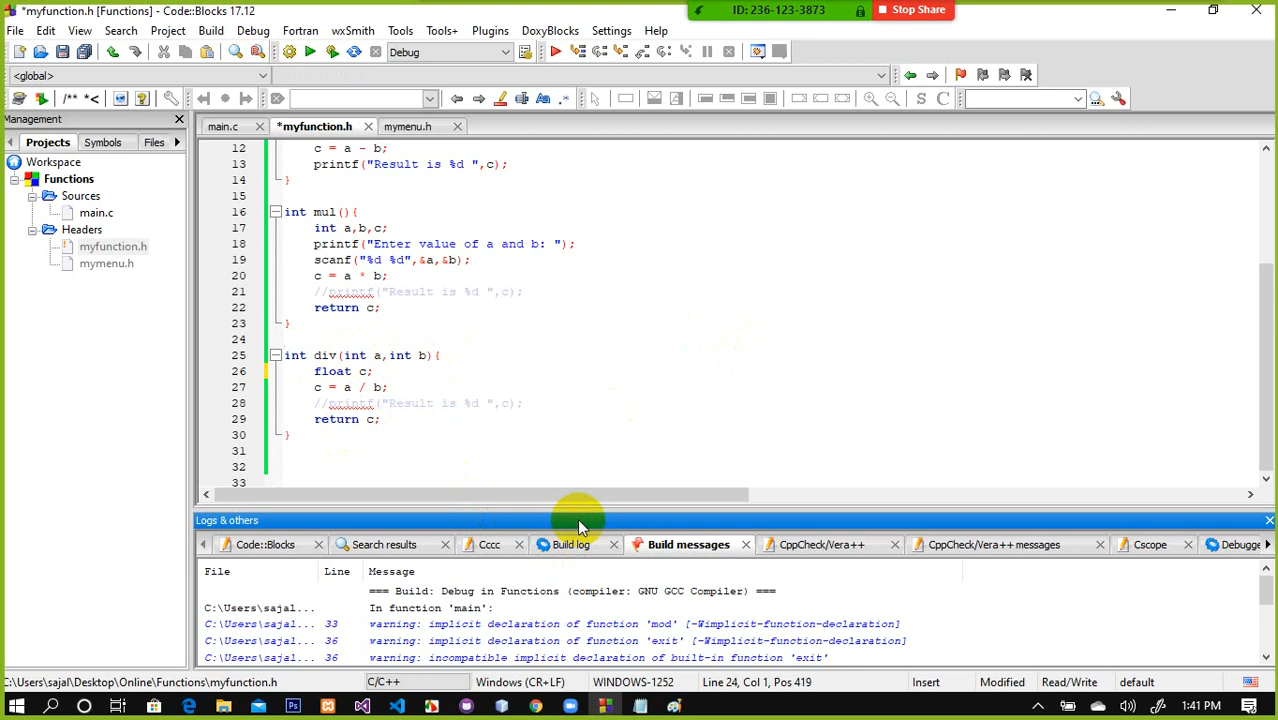 *myfunction.h [Functions] - Code::Blocks 17.12
ID: 236-123-3873
Stop Share
File Edit View Search Project Build Debug Fortran wxSmith Tools Tools+ Plugins DoxyBlocks Settings Help
Debug
<global>
/** *<
S C
Management
main.c
*myfunction.h
mymenu.h
Projects Symbols Files
Workspace
Functions
Sources
main.c
Headers
myfunction.h
mymenu.h
12 c = a - b;
13 printf("Result is %d ",c);
14 }
15
16 int mul(){
17 int a,b,c;
18 printf("Enter value of a and b: ");
19 scanf("%d %d",&a,&b);
20 c = a * b;
21 //printf("Result is %d ",c);
22 return c;
23 }
24
25 int div(int a,int b){
26 float c;
27 c = a / b;
28 //printf("Result is %d ",c);
29 return c;
30 }
31
32
33
Logs & others
Code::Blocks Search results Cccc Build log Build messages CppCheck/Vera++ CppCheck/Vera++ messages Cscope Debugge
File Line Message
=== Build: Debug in Functions (compiler: GNU GCC Compiler) ===
C:\Users\sajal... In function 'main':
C:\Users\sajal... 33 warning: implicit declaration of function 'mod' [-Wimplicit-function-declaration]
C:\Users\sajal... 36 warning: implicit declaration of function 'exit' [-Wimplicit-function-declaration]
C:\Users\sajal... 36 warning: incompatible implicit declaration of built-in function 'exit'
C:\Users\sajal\Desktop\Online\Functions\myfunction.h C/C++ Windows (CR+LF) WINDOWS-1252 Line 24, Col 1, Pos 419 Insert Modified Read/Write default
1:41 PM